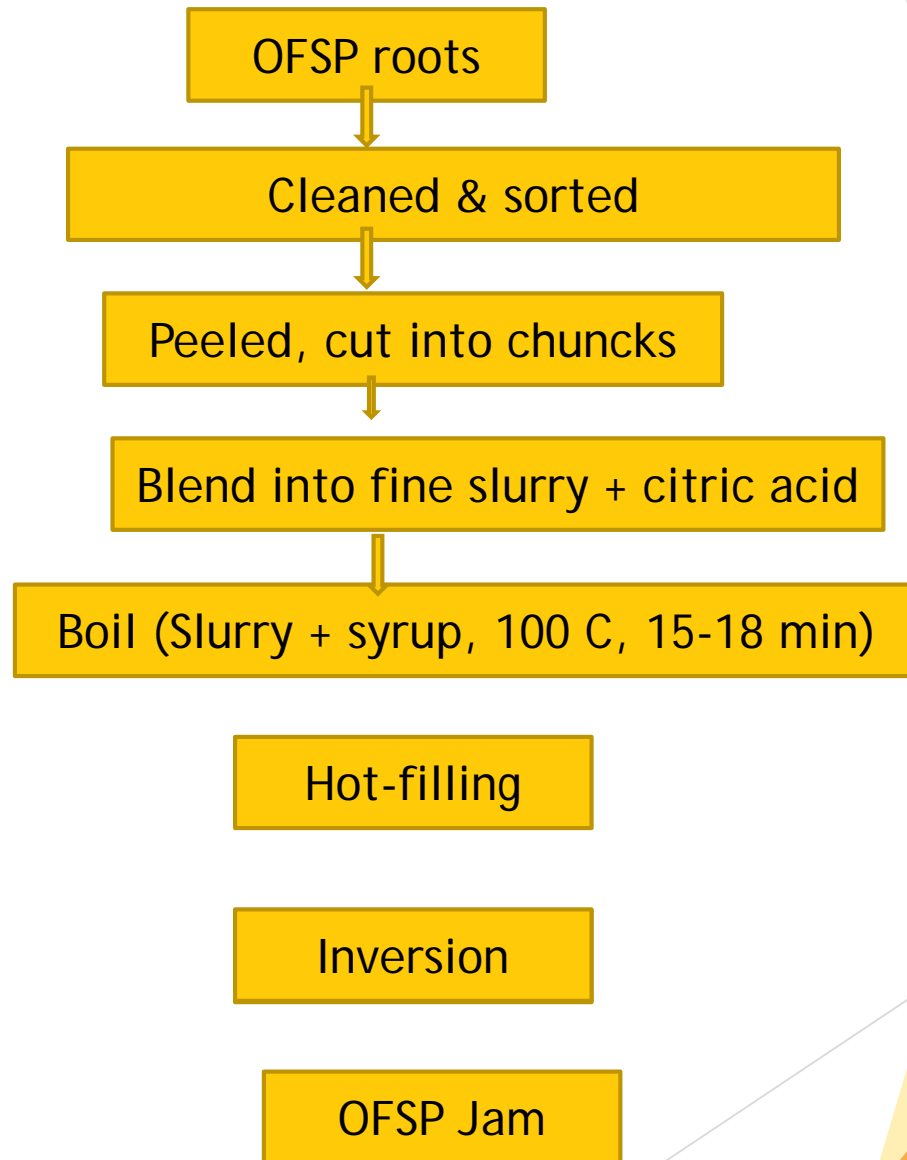 OFSP roots
Cleaned & sorted
Peeled, cut into chuncks
Blend into fine slurry + citric acid
Boil (Slurry + syrup, 100 C, 15-18 min)
Hot-filling
Inversion
OFSP Jam